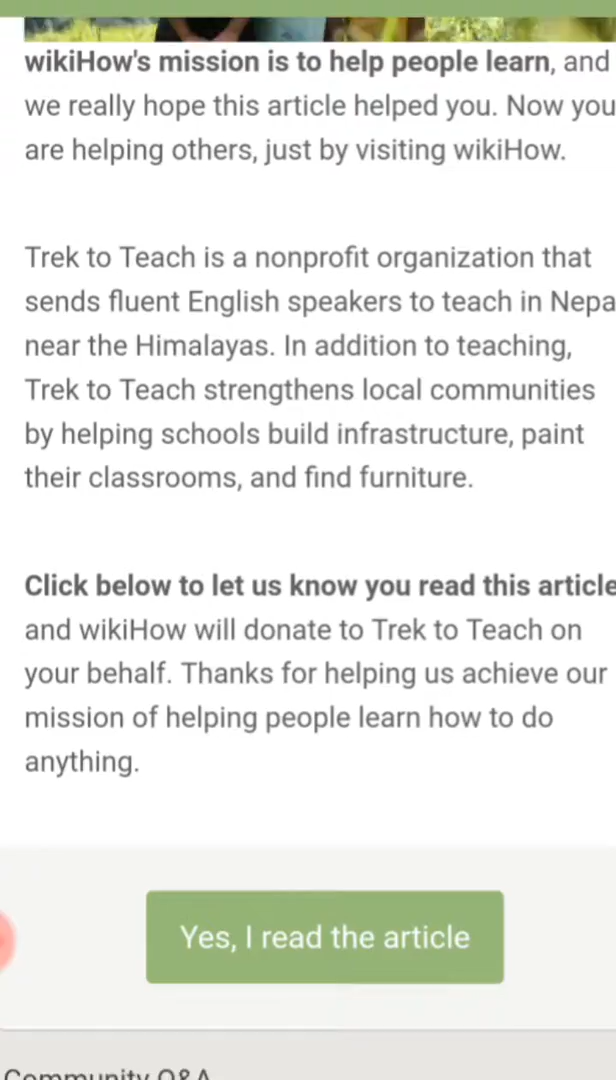 wikiHow's mission is to help people learn, and
we really hope this article helped you. Now you
are helping others, just by visiting wikiHow.
Trek to Teach is a nonprofit organization that
sends fluent English speakers to teach in Nepa
near the Himalayas. In addition to teaching,
Trek to Teach strengthens local communities
by helping schools build infrastructure, paint
their classrooms, and find furniture.
Click below to let us know you read this article
and wikiHow will donate to Trek to Teach on
your behalf. Thanks for helping us achieve our
mission of helping people learn how to do
anything.
Yes, I read the article
Community Q&A